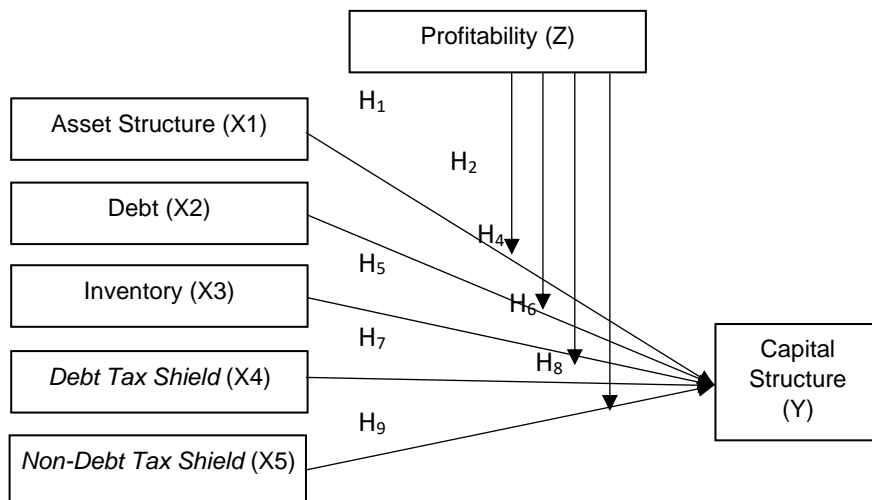 Profitability (Z)
H₁
Asset Structure (X1)
H₂
Debt (X2)
H₄
H₅
Inventory (X3)
H₆
H₇
Capital
Structure
(Y)
Debt Tax Shield (X4)
H₈
H₉
Non-Debt Tax Shield (X5)